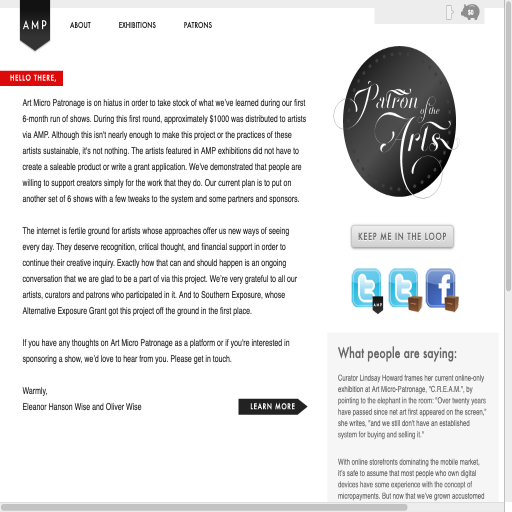 AMP
ABOUT
EXHIBITIONS
PATRONS
$0
HELLO THERE,
Art Micro Patronage is on hiatus in order to take stock of what we've learned during our first
6-month run of shows. During this first round, approximately $1000 was distributed to artists
via AMP. Although this isn't nearly enough to make this project or the practices of these
artists sustainable, it's not nothing. The artists featured in AMP exhibitions did not have to
create a saleable product or write a grant application. We've demonstrated that people are
willing to support creators simply for the work that they do. Our current plan is to put on
another set of 6 shows with a few tweaks to the system and some partners and sponsors.
The internet is fertile ground for artists whose approaches offer us new ways of seeing
every day. They deserve recognition, critical thought, and financial support in order to
continue their creative inquiry. Exactly how that can and should happen is an ongoing
conversation that we are glad to be a part of via this project. We're very grateful to all our
artists, curators and patrons who participated in it. And to Southern Exposure, whose
Alternative Exposure Grant got this project off the ground in the first place.
If you have any thoughts on Art Micro Patronage as a platform or if you're interested in
sponsoring a show, we'd love to hear from you. Please get in touch.
Warmly,
Eleanor Hanson Wise and Oliver Wise
LEARN MORE
Patron of the
Arts
KEEP ME IN THE LOOP
What people are saying:
Curator Lindsay Howard frames her current online-only
exhibition at Art Micro-Patronage, "C.R.E.A.M.", by
pointing to the elephant in the room: "Over twenty years
have passed since net art first appeared on the screen,"
she writes, "and we still don't have an established
system for buying and selling it."
With online storefronts dominating the mobile market,
it's safe to assume that most people who own digital
devices have some experience with the concept of
micropayments. But now that we've grown accustomed